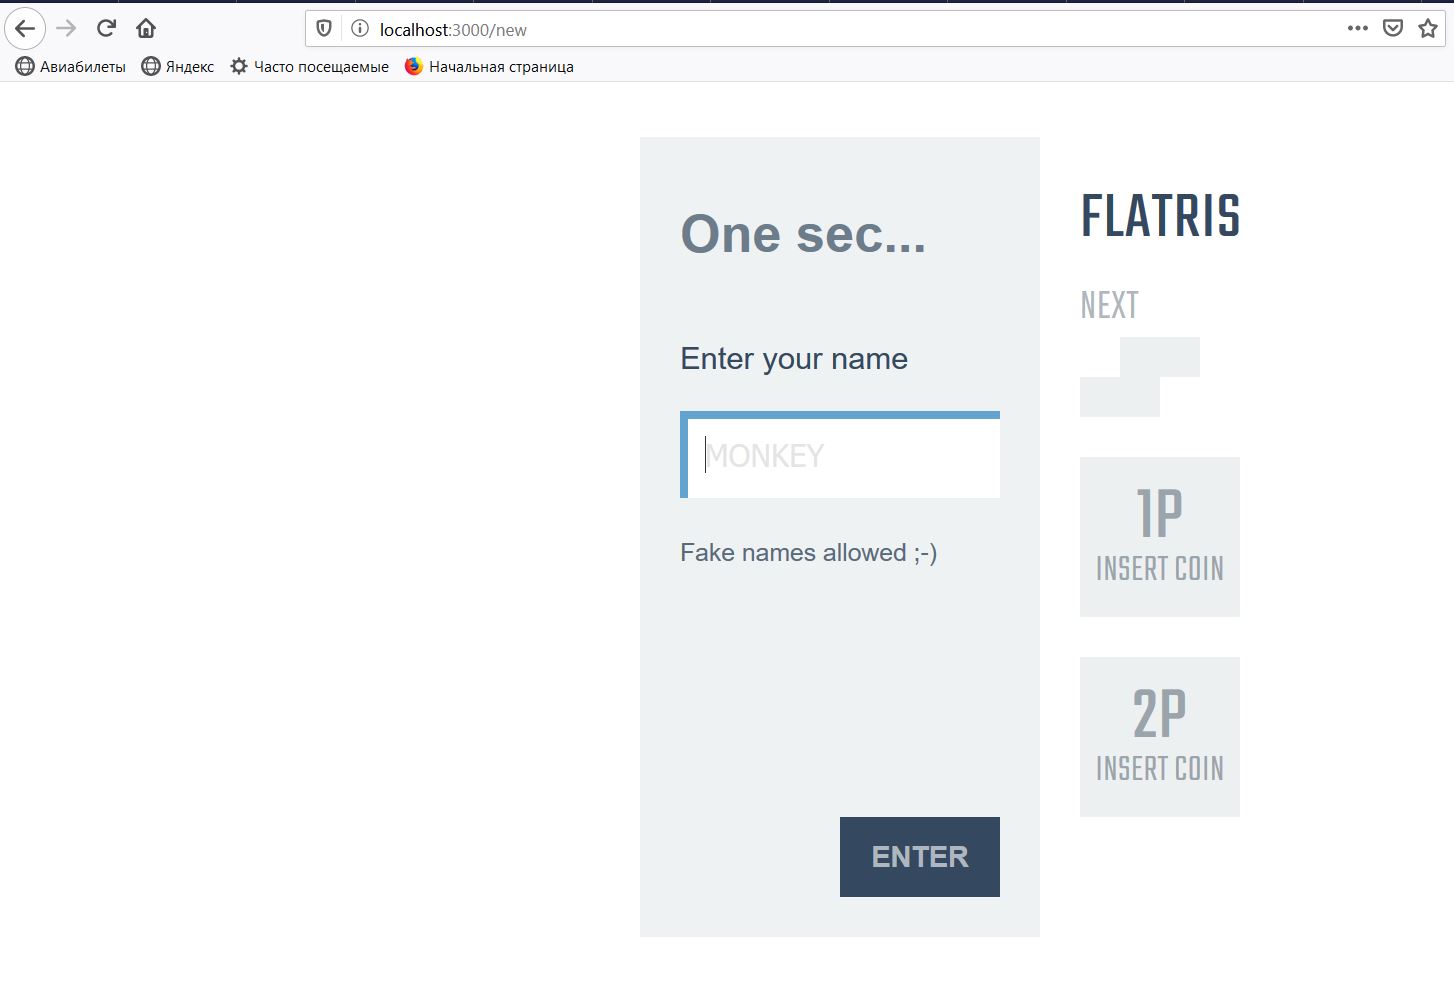 localhost:3000/new
Авиабилеты Яндекс Часто посещаемые Начальная страница
One sec...
Enter your name
MONKEY
Fake names allowed ;-)
ENTER
FLATRIS
NEXT
1P
INSERT COIN
2P
INSERT COIN